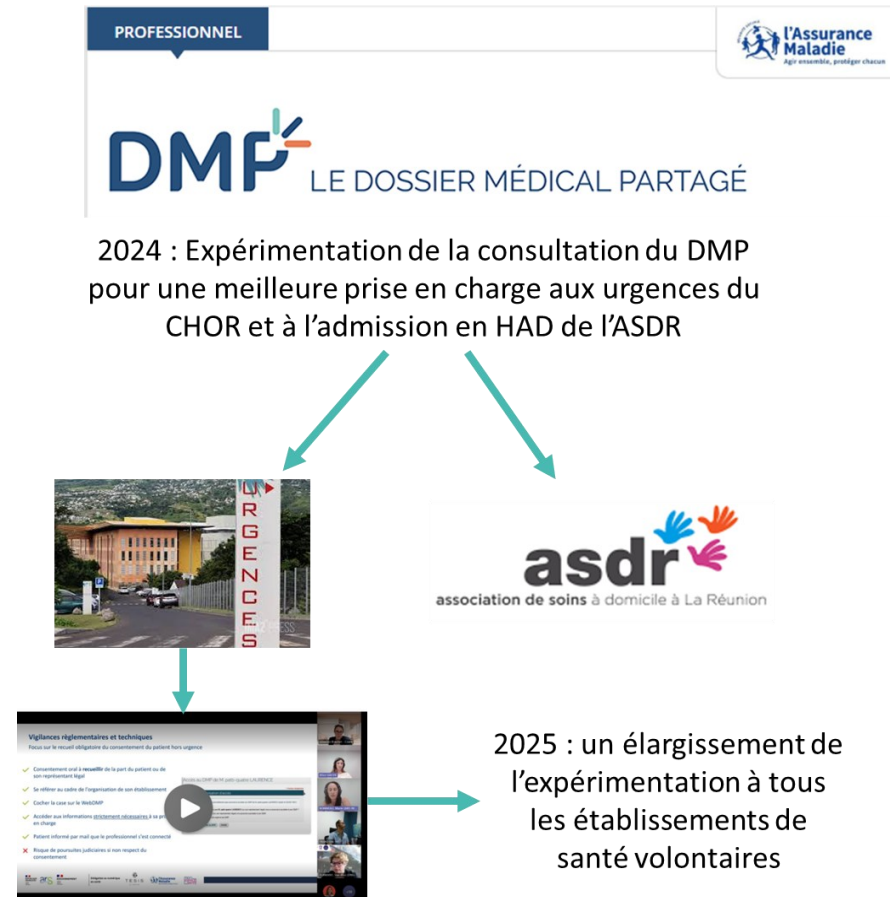 PROFESSIONNEL
l'Assurance
Maladie
Agir ensemble, protéger chacun
DMP LE DOSSIER MÉDICAL PARTAGÉ
2024 : Expérimentation de la consultation du DMP
pour une meilleure prise en charge aux urgences du
CHOR et à l'admission en HAD de l'ASDR
URGENCES
asdr
association de soins à domicile à La Réunion
Vigilances règlementaires et techniques
Focus sur le recueil obligatoire du consentement du patient hors urgence
Consentement oral à recueillir de la part du patient ou de
son représentant légal
Se référer au cadre de l'organisation de son établissement
Cocher la case sur le WebDMP
Accéder aux informations strictement nécessaires à sa
en charge
Patient informé par mail que le professionnel s'est connecté
Risque de poursuites judiciaires si non respect du
consentement
2025 : un élargissement de
l'expérimentation à tous
les établissements de
santé volontaires